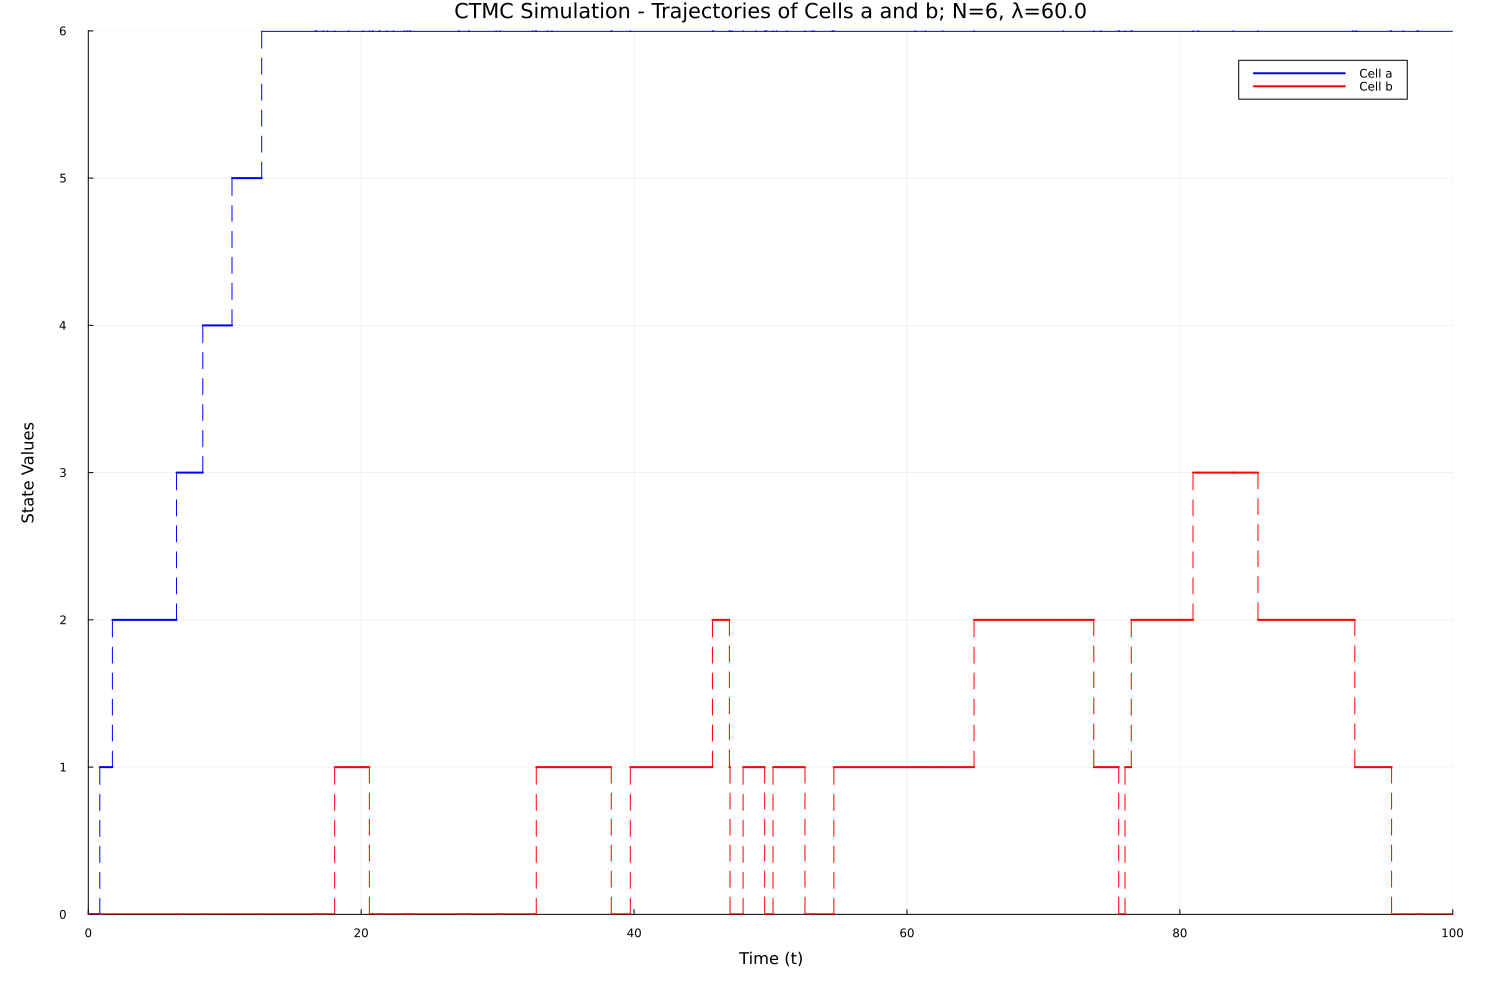 CTMC Simulation - Trajectories of Cells a and b; N=6, λ=60.0
6
Cell a
Cell b
5
4
State Values
3
2
1
0
0 20 40 60 80 100
Time (t)